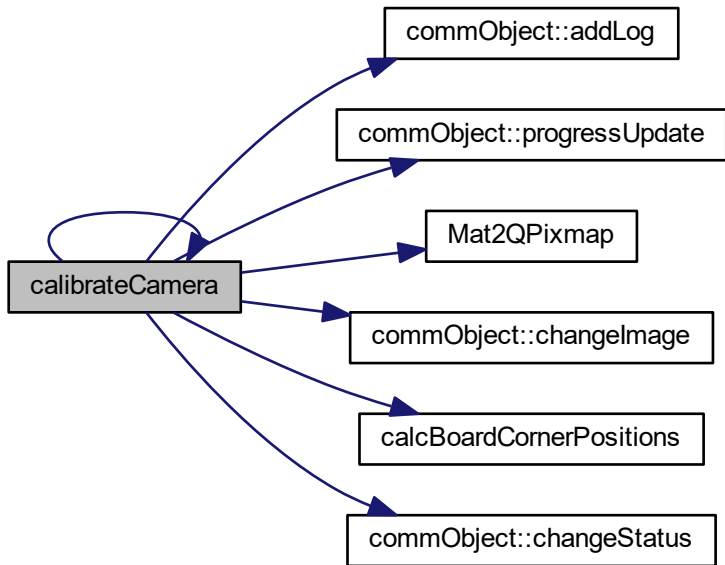 commObject::addLog
commObject::progressUpdate
Mat2QPixmap
calibrateCamera
commObject::changeImage
calcBoardCornerPositions
commObject::changeStatus